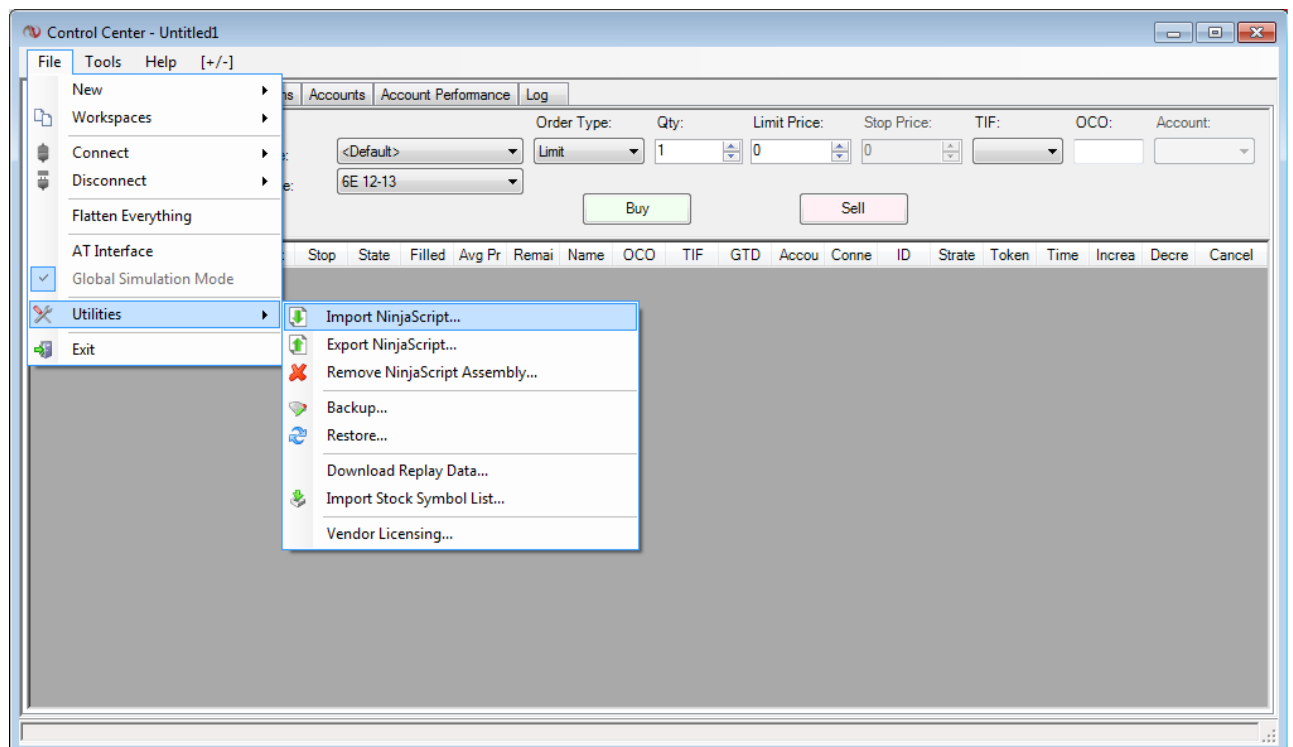 Control Center - Untitled1
File Tools Help [+/-]
New
Workspaces
Connect
Disconnect
Flatten Everything
AT Interface
Global Simulation Mode
Utilities
Exit
ns Accounts Account Performance Log
Order Type: Qty: Limit Price: Stop Price: TIF: OCO: Account:
e: <Default> Limit 1 0 0
e: 6E 12-13
Buy Sell
Stop State Filled Avg Pr Remai Name OCO TIF GTD Accou Conne ID Strate Token Time Increa Decre Cancel
Import NinjaScript...
Export NinjaScript...
Remove NinjaScript Assembly...
Backup...
Restore...
Download Replay Data...
Import Stock Symbol List...
Vendor Licensing...